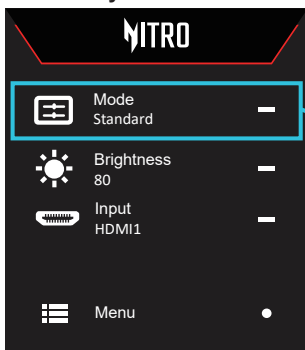 NITRO
Mode
Standard
Brightness
80
Input
HDMI1
Menu